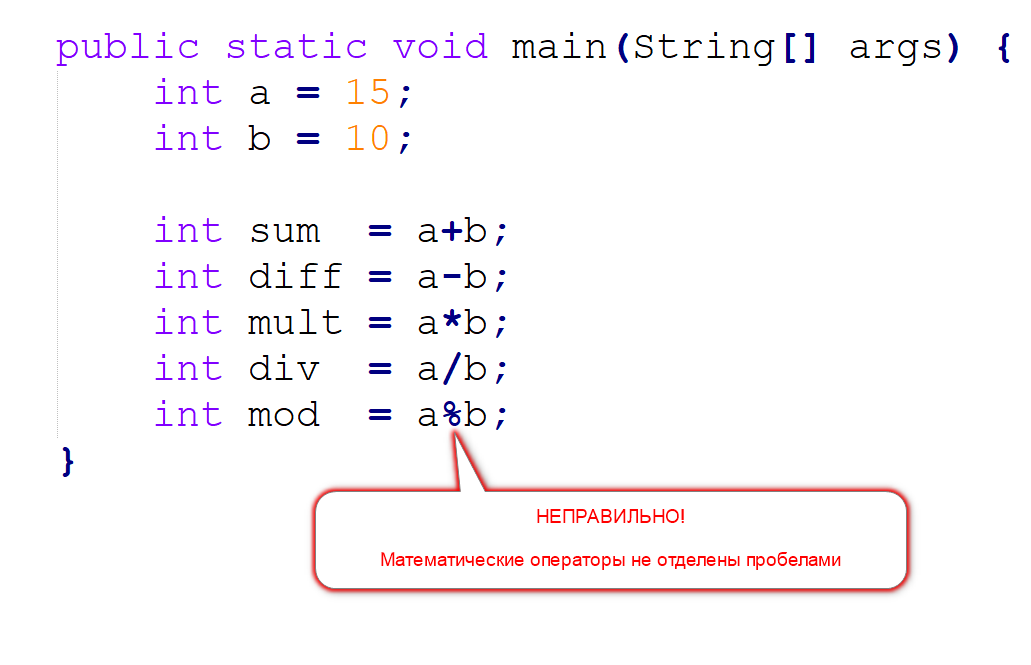 public static void main(String[] args) {
    int a = 15;
    int b = 10;

    int sum  = a+b;
    int diff = a-b;
    int mult = a*b;
    int div  = a/b;
    int mod  = a%b;
}
НЕПРАВИЛЬНО!
Математические операторы не отделены пробелами